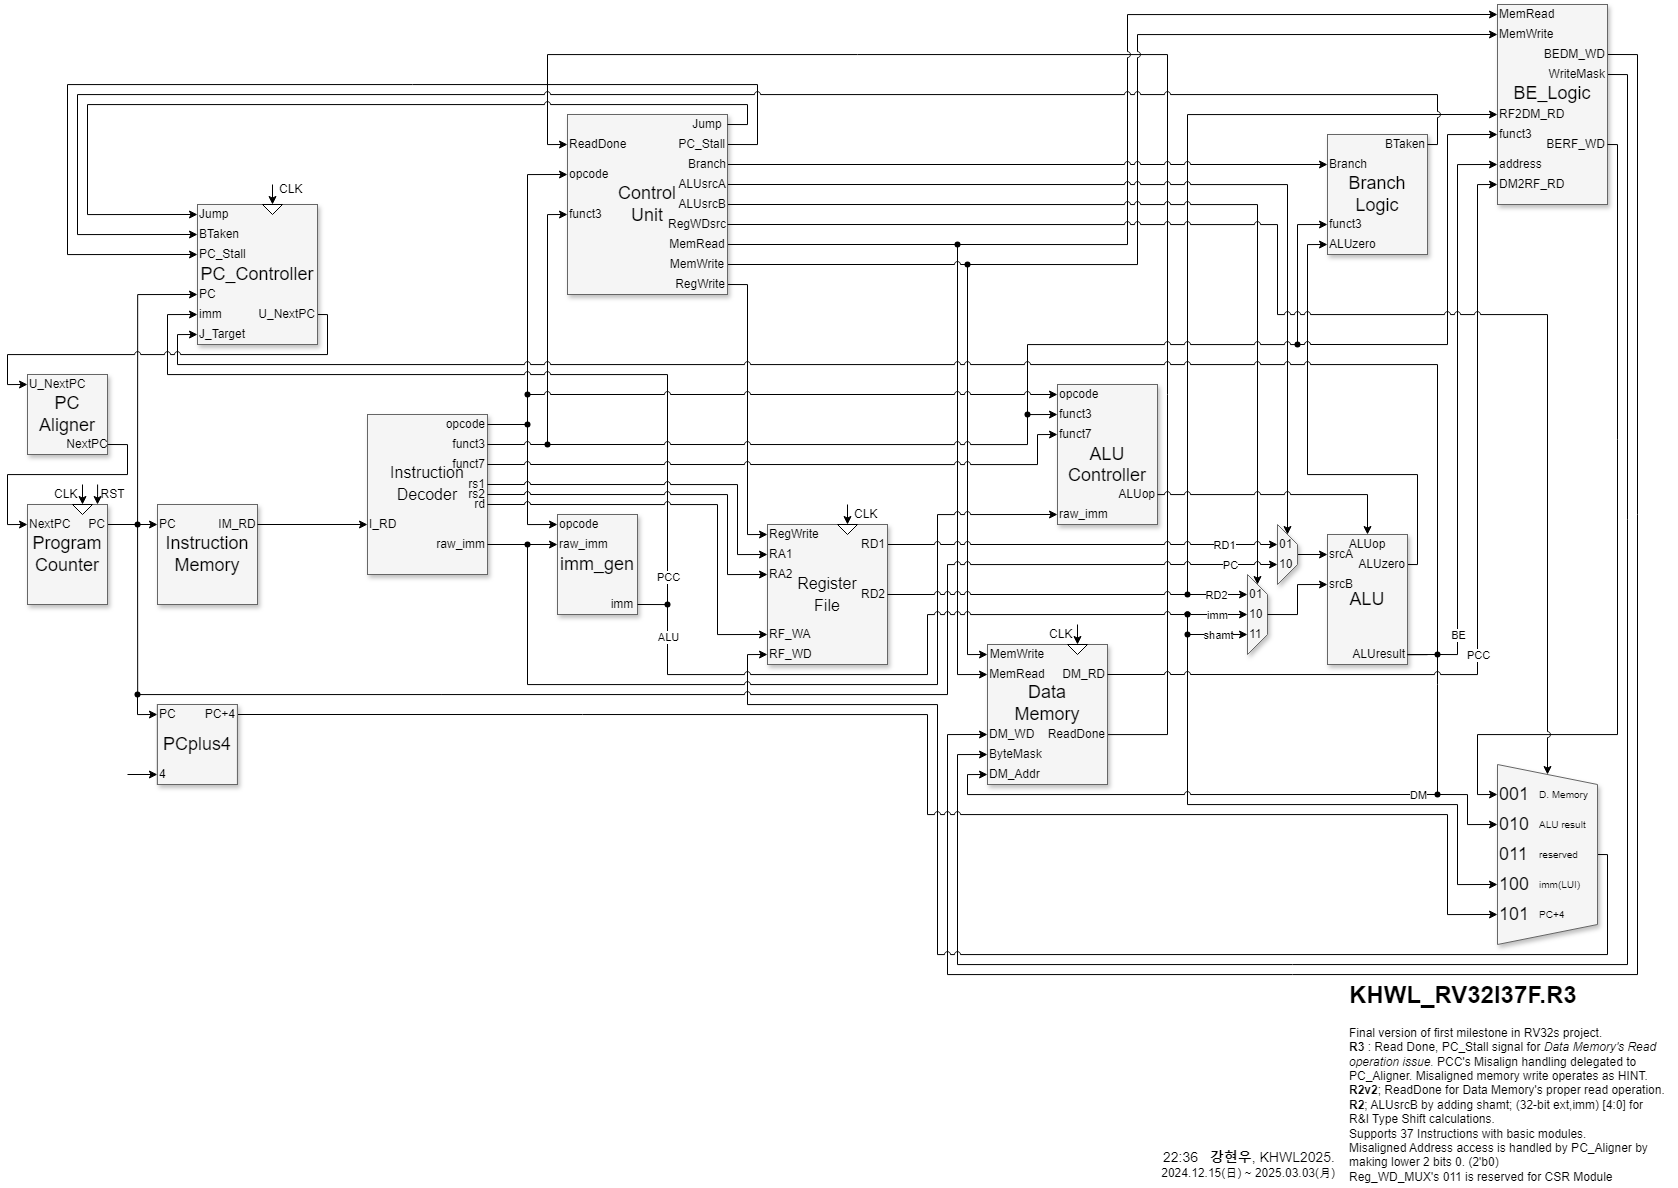 MemRead
MemWrite
BEDM_WD
WriteMask
BE_Logic
RF2DM_RD
funct3
BERF_WD
address
DM2RF_RD
Jump
ReadDone
PC_Stall
Branch
opcode
ALUsrcA
Control
Unit
ALUsrcB
funct3
RegWDsrc
MemRead
MemWrite
RegWrite
BTaken
Branch
Branch
Logic
funct3
ALUzero
CLK
Jump
BTaken
PC_Stall
PC_Controller
PC
imm
U_NextPC
J_Target
U_NextPC
PC
Aligner
NextPC
opcode
funct3
funct7
Instruction
Decoder
rs1
rs2
rd
I_RD
raw_imm
opcode
funct3
funct7
ALU
Controller
ALUop
raw_imm
CLK
RST
NextPC
PC
Program
Counter
PC
IM_RD
Instruction
Memory
opcode
raw_imm
imm_gen
imm
PCC
ALU
CLK
RegWrite
RD1
RA1
RA2
Register
File
RD2
RF_WA
RF_WD
RD1
01
PC
10
RD2
01
imm
10
shamt
11
ALUop
srcA
ALUzero
srcB
ALU
ALUresult
BE
PCC
CLK
MemWrite
MemRead
DM_RD
Data
Memory
DM_WD
ReadDone
ByteMask
DM_Addr
DM
PC
PC+4
PCplus4
4
001 D. Memory
010 ALU result
011 reserved
100 imm(LUI)
101 PC+4
KHWL_RV32I37F.R3
Final version of first milestone in RV32s project.
R3 : Read Done, PC_Stall signal for Data Memory's Read
operation issue. PCC's Misalign handling delegated to
PC_Aligner. Misaligned memory write operates as HINT.
R2v2; ReadDone for Data Memory's proper read operation.
R2; ALUsrcB by adding shamt; (32-bit ext,imm) [4:0] for
R&I Type Shift calculations.
Supports 37 Instructions with basic modules.
Misaligned Address access is handled by PC_Aligner by
making lower 2 bits 0. (2'b0)
Reg_WD_MUX's 011 is reserved for CSR Module
22:36 강현우, KHWL2025.
2024.12.15(日) ~ 2025.03.03(月)